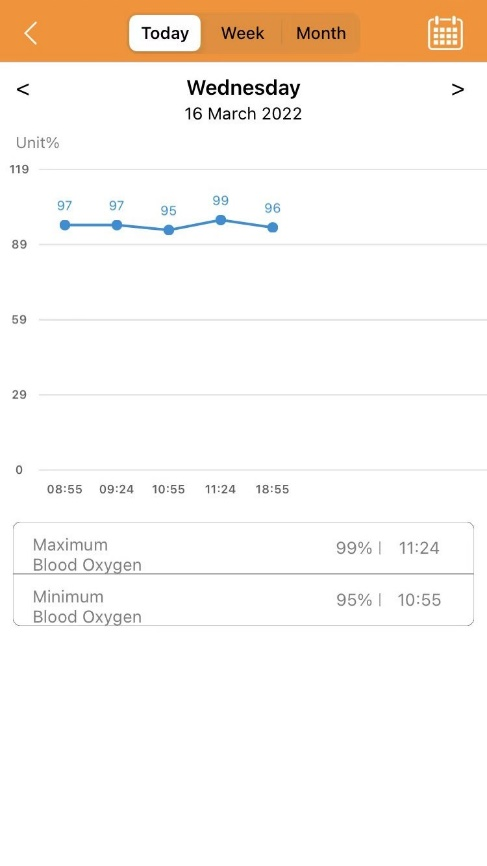 Today Week Month
< Wednesday >
16 March 2022
Unit%
119
97 97 95 99 96
89
59
29
0
08:55 09:24 10:55 11:24 18:55
Maximum
Blood Oxygen
99% | 11:24
Minimum
Blood Oxygen
95% | 10:55